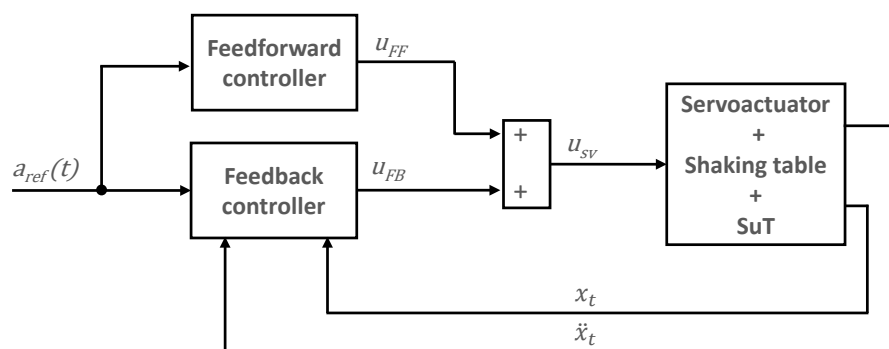 Feedforward
controller
u_FF
a_ref(t)
Feedback
controller
u_FB
+
+
u_sv
Servoactuator
+
Shaking table
+
SuT
x_t
ẍ_t